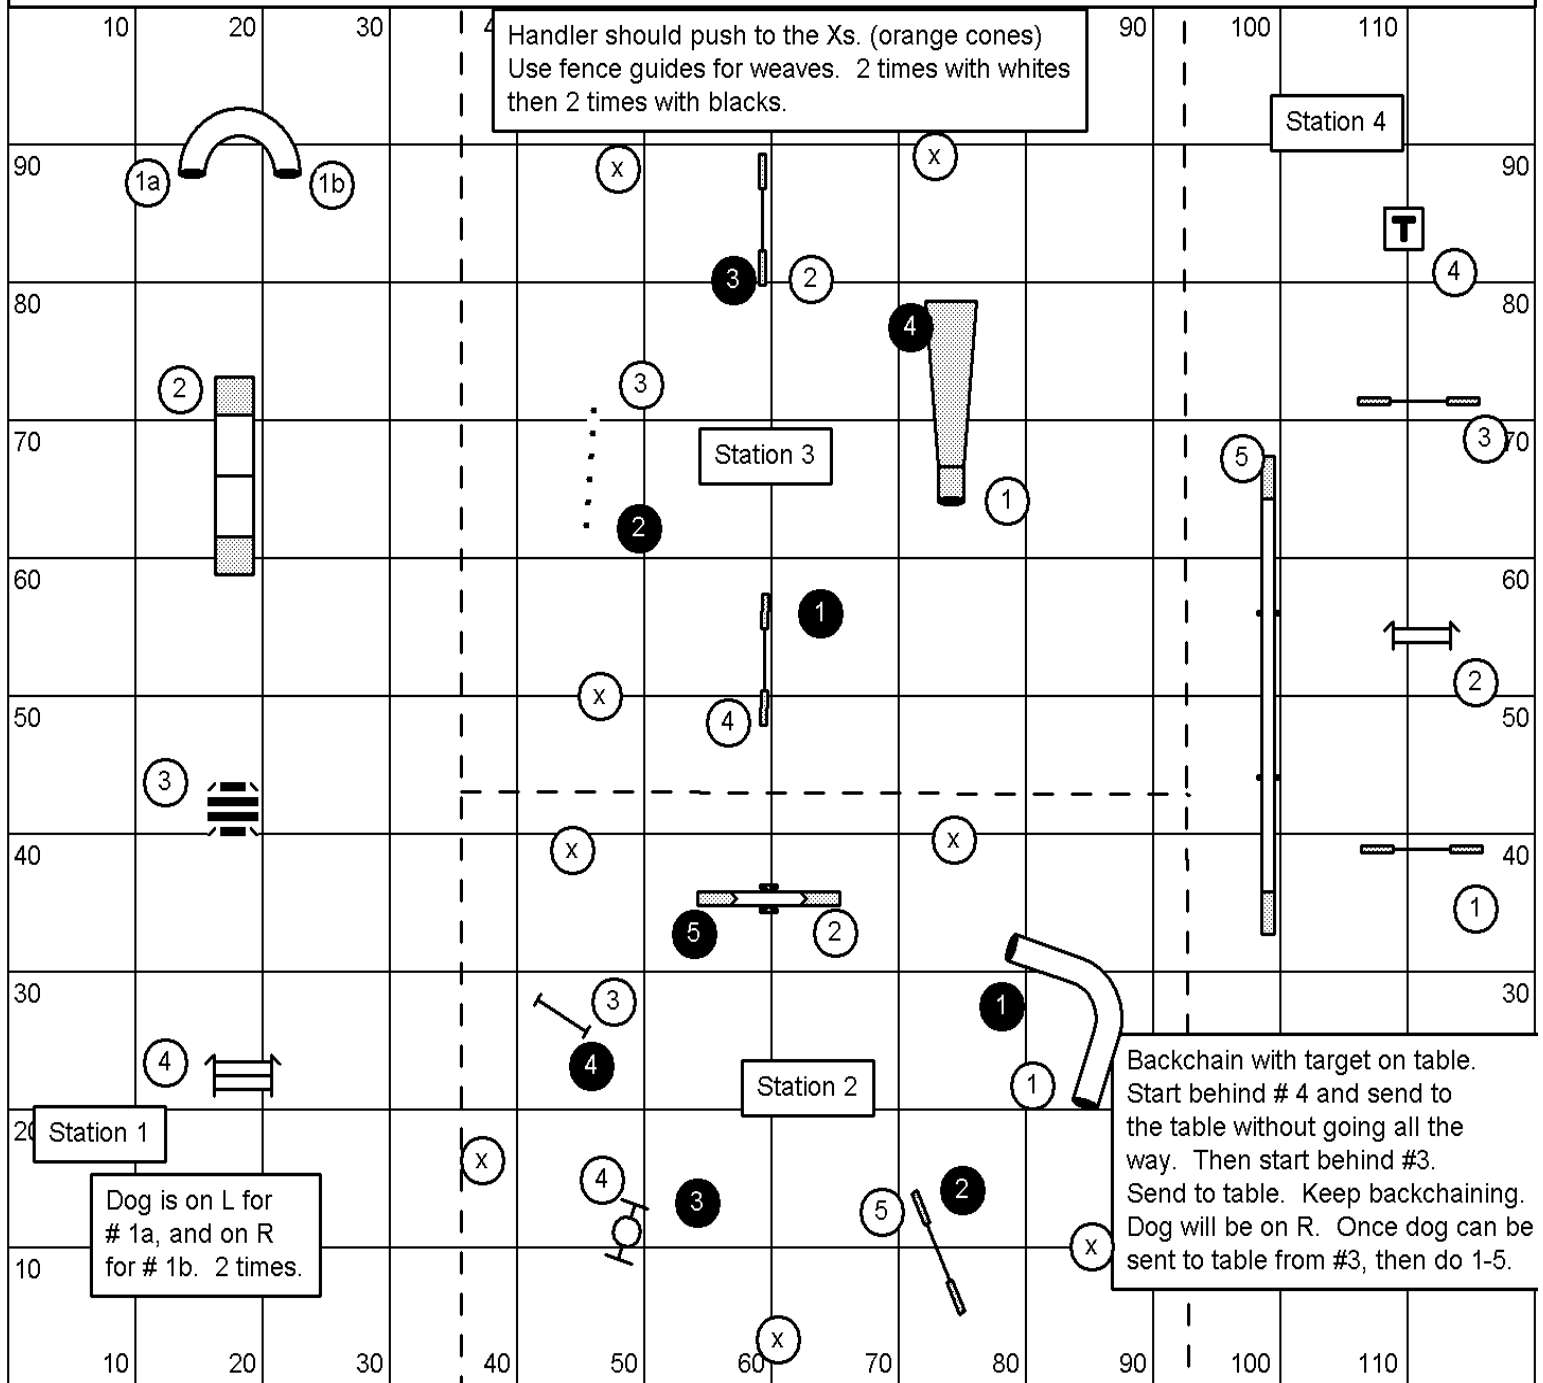 10 20 30 4 90 100 110
Handler should push to the Xs. (orange cones)
Use fence guides for weaves. 2 times with whites
then 2 times with blacks.
Station 4
90 x x 90
1a 1b
T
4
3 2
80 80
4
2 3
70 3 70
Station 3
5
1
2
60 60
1
2
x
50 4 50
3
x x
40 40
1
5 2
30 3 1 30
4
4
1
Station 2
Backchain with target on table.
Start behind # 4 and send to
the table without going all the
way. Then start behind #3.
Send to table. Keep backchaining.
Dog will be on R. Once dog can be
sent to table from #3, then do 1-5.
20 Station 1
x
4 3 5 2
Dog is on L for
# 1a, and on R
for # 1b. 2 times.
x
10
x
10 20 30 40 50 60 70 80 90 100 110